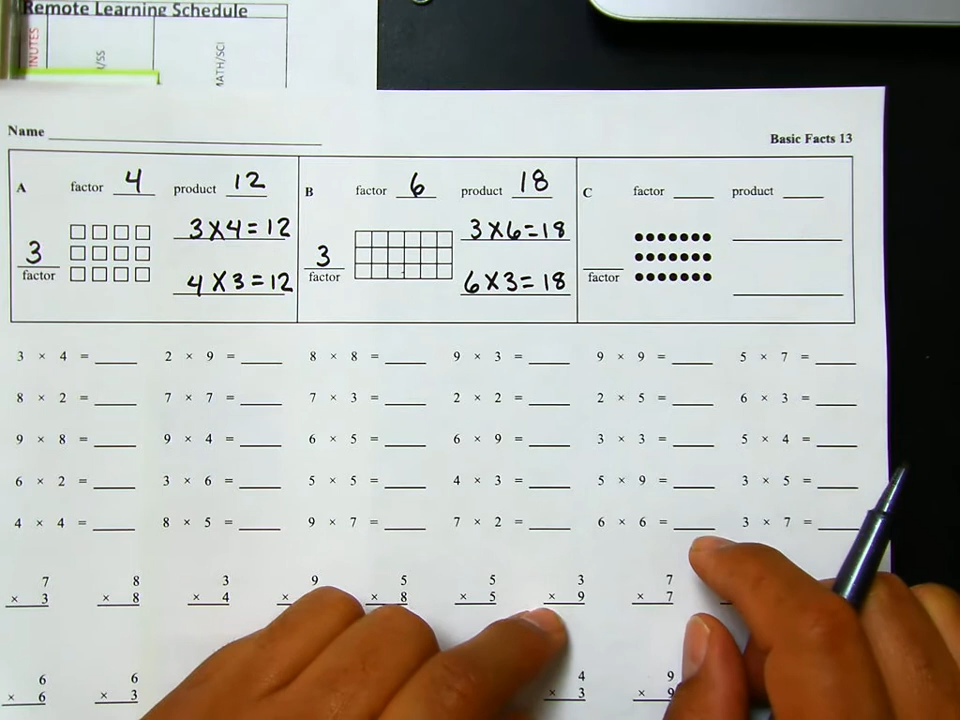 Remote Learning Schedule
NUTES
/SS
MATH/SCI
Name
Basic Facts 13
A factor 4 product 12
3 × 4 = 12
3
factor
4 × 3 = 12
B factor 6 product 18
3 × 6 = 18
3
factor
6 × 3 = 18
C factor product
factor
3 × 4 = 2 × 9 = 8 × 8 = 9 × 3 = 9 × 9 = 5 × 7 =
8 × 2 = 7 × 7 = 7 × 3 = 2 × 2 = 2 × 5 = 6 × 3 =
9 × 8 = 9 × 4 = 6 × 5 = 6 × 9 = 3 × 3 = 5 × 4 =
6 × 2 = 3 × 6 = 5 × 5 = 4 × 3 = 5 × 9 = 3 × 5 =
4 × 4 = 8 × 5 = 9 × 7 = 7 × 2 = 6 × 6 = 3 × 7 =
7 8 3 9 5 5 3 7
× 3 × 8 × 4 × × 8 × 5 × 9 × 7
6 6 4 9
× 6 × 3 × 3 × 9